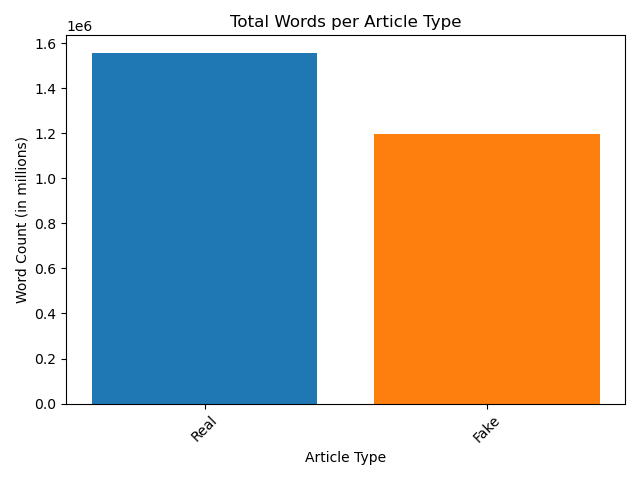 Total Words per Article Type
1e6
1.6
1.4
1.2
1.0
0.8
0.6
0.4
0.2
0.0
Word Count (in millions)
Real
Fake
Article Type